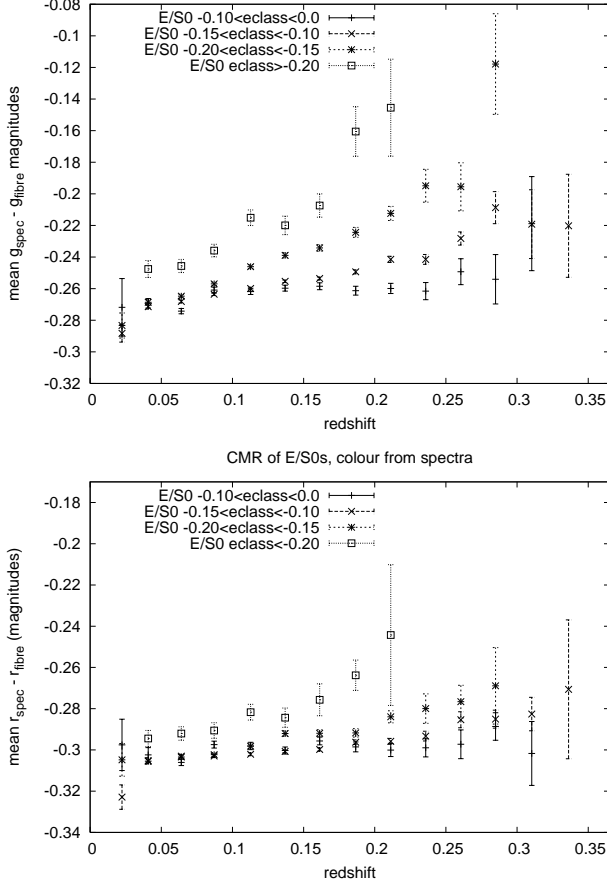 -0.08
-0.1
-0.12
-0.14
-0.16
-0.18
-0.2
-0.22
-0.24
-0.26
-0.28
-0.3
-0.32
mean gspec - gfibre magnitudes
E/S0 -0.10<eclass<0.0
E/S0 -0.15<eclass<-0.10
E/S0 -0.20<eclass<-0.15
E/S0 eclass>-0.20
0 0.05 0.1 0.15 0.2 0.25 0.3 0.35
redshift
CMR of E/S0s, colour from spectra
-0.18
-0.2
-0.22
-0.24
-0.26
-0.28
-0.3
-0.32
-0.34
mean rspec - rfibre (magnitudes)
E/S0 -0.10<eclass<0.0
E/S0 -0.15<eclass<-0.10
E/S0 -0.20<eclass<-0.15
E/S0 eclass<-0.20
0 0.05 0.1 0.15 0.2 0.25 0.3 0.35
redshift